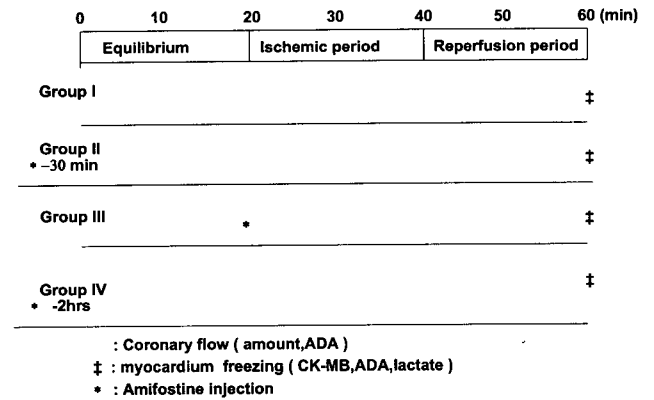 0 10 20 30 40 50 60 (min)
Equilibrium Ischemic period Reperfusion period
Group I ‡
Group II ‡
* –30 min
Group III * ‡
‡
Group IV
* -2hrs
: Coronary flow ( amount,ADA )
‡ : myocardium freezing ( CK-MB,ADA,lactate )
* : Amifostine injection